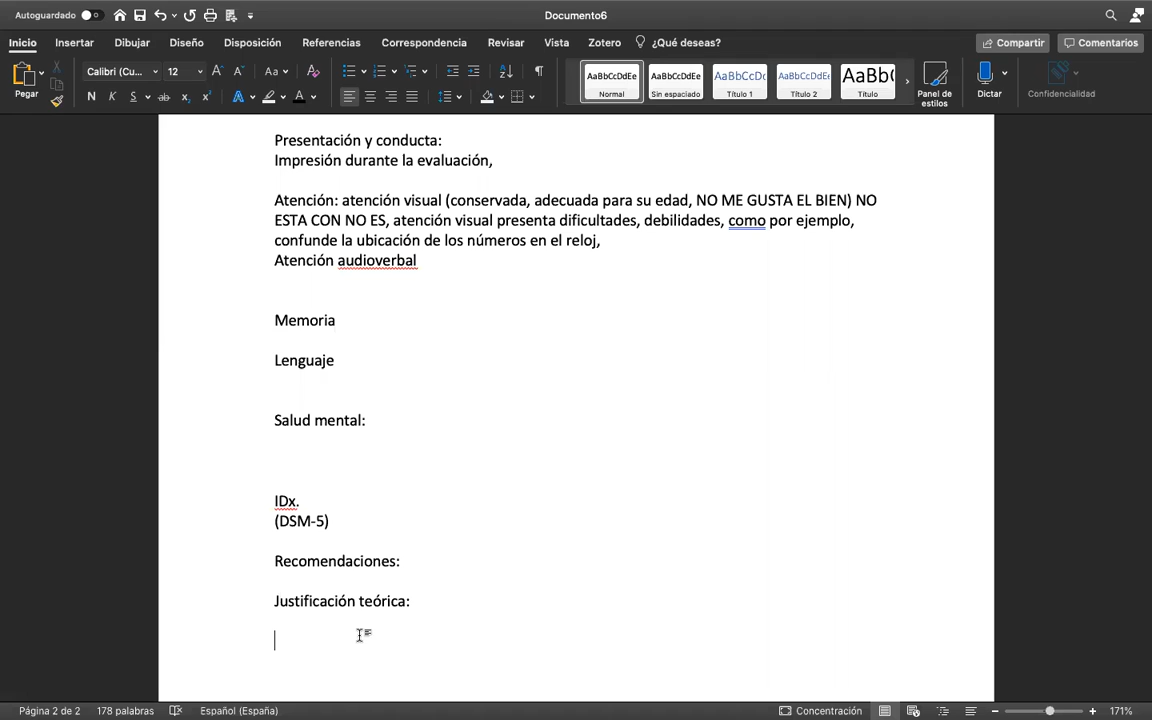 Autoguardado
Documento6
Inicio Insertar Dibujar Diseño Disposición Referencias Correspondencia Revisar Vista Zotero ¿Qué deseas? Compartir Comentarios
Pegar
Calibri (Cu... 12 Aa
N K S ab x₂ x² A A
AaBbCcDdEe Normal
AaBbCcDdEe Sin espaciado
AaBbCcDc Título 1
AaBbCcDdEe Título 2
AaBb( Título
Panel de estilos
Dictar
Confidencialidad
Presentación y conducta:
Impresión durante la evaluación,
Atención: atención visual (conservada, adecuada para su edad, NO ME GUSTA EL BIEN) NO
ESTA CON NO ES, atención visual presenta dificultades, debilidades, como por ejemplo,
confunde la ubicación de los números en el reloj,
Atención audioverbal
Memoria
Lenguaje
Salud mental:
IDx.
(DSM-5)
Recomendaciones:
Justificación teórica:
Página 2 de 2 178 palabras Español (España) Concentración 171%